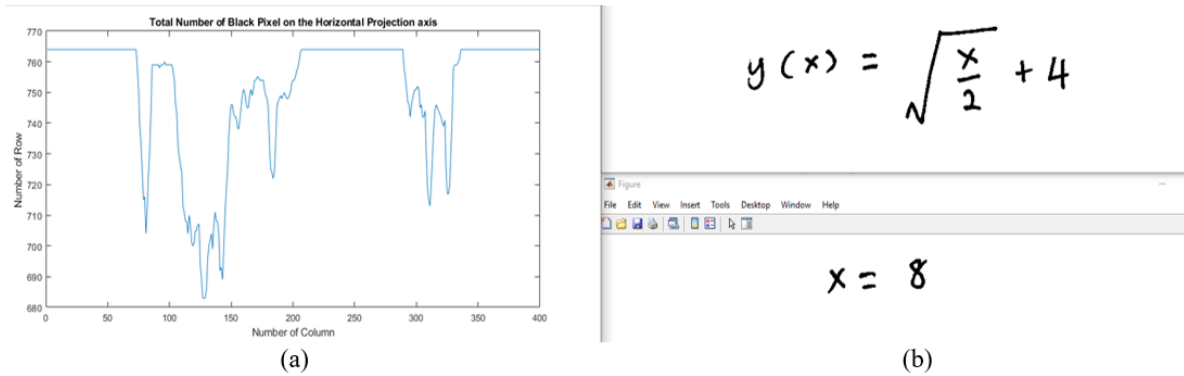 Total Number of Black Pixel on the Horizontal Projection axis
770
760
750
740
730
720
710
700
690
680
Number of Row
0 50 100 150 200 250 300 350 400
Number of Column
(a)
y(x) = √(x/2) + 4
Figure
File Edit View Insert Tools Desktop Window Help
x = 8
(b)